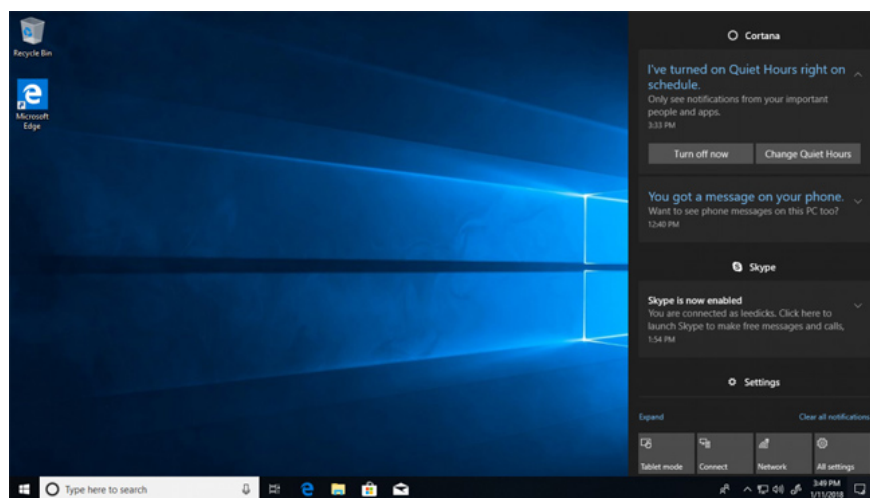 Recycle Bin
Microsoft
Edge
Cortana
I've turned on Quiet Hours right on
schedule.
Only see notifications from your important
people and apps.
3:33 PM
Turn off now
Change Quiet Hours
You got a message on your phone.
Want to see phone messages on this PC too?
12:40 PM
Skype
Skype is now enabled
You are connected as leedicks. Click here to
launch Skype to make free messages and calls,
1:54 PM
Settings
Expand
Clear all notifications
Tablet mode
Connect
Network
All settings
Type here to search
3:49 PM
1/11/2018